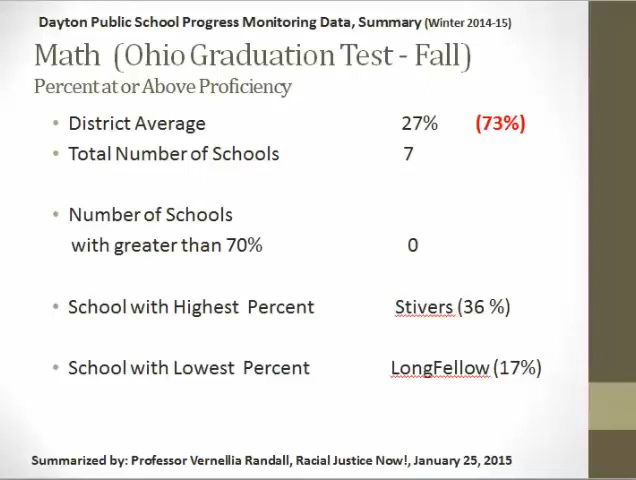 Dayton Public School Progress Monitoring Data, Summary (Winter 2014-15)
Math (Ohio Graduation Test - Fall)
Percent at or Above Proficiency
• District Average 27% (73%)
• Total Number of Schools 7
• Number of Schools
with greater than 70% 0
• School with Highest Percent Stivers (36 %)
• School with Lowest Percent LongFellow (17%)
Summarized by: Professor Vernellia Randall, Racial Justice Now!, January 25, 2015